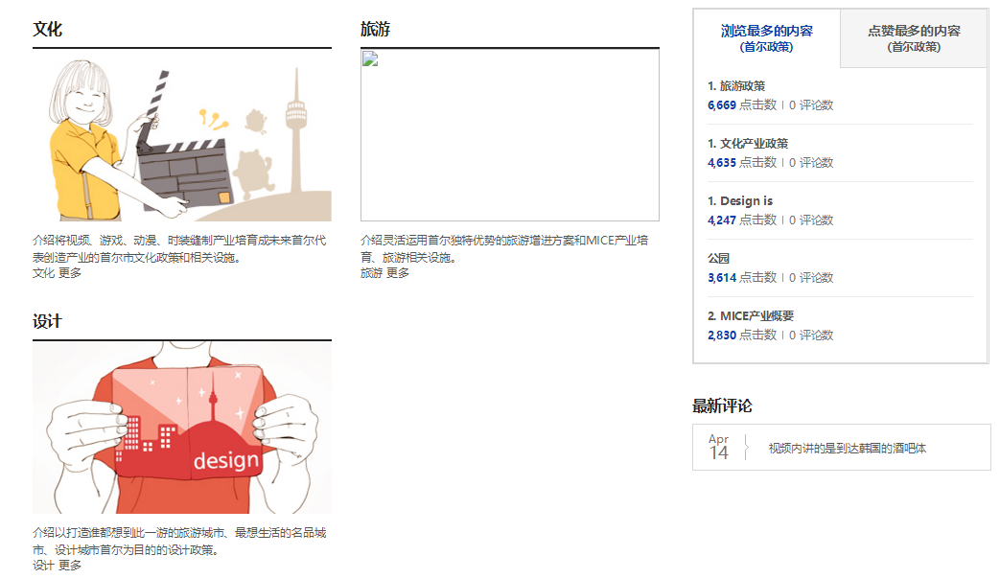 文化
介绍将视频、游戏、动漫、时装缝制产业培育成未来首尔代
表创造产业的首尔市文化政策和相关设施。
文化 更多
旅游
介绍灵活运用首尔独特优势的旅游增进方案和MICE产业培
育、旅游相关设施。
旅游 更多
设计
design
介绍以打造谁都想到此一游的旅游城市、最想生活的名品城
市、设计城市首尔为目的的设计政策。
设计 更多
浏览最多的内容
(首尔政策)
点赞最多的内容
(首尔政策)
1. 旅游政策
6,669 点击数 | 0 评论数
1. 文化产业政策
4,635 点击数 | 0 评论数
1. Design is
4,247 点击数 | 0 评论数
公园
3,614 点击数 | 0 评论数
2. MICE产业概要
2,830 点击数 | 0 评论数
最新评论
Apr
14
视频内讲的是到达韩国的酒吧体